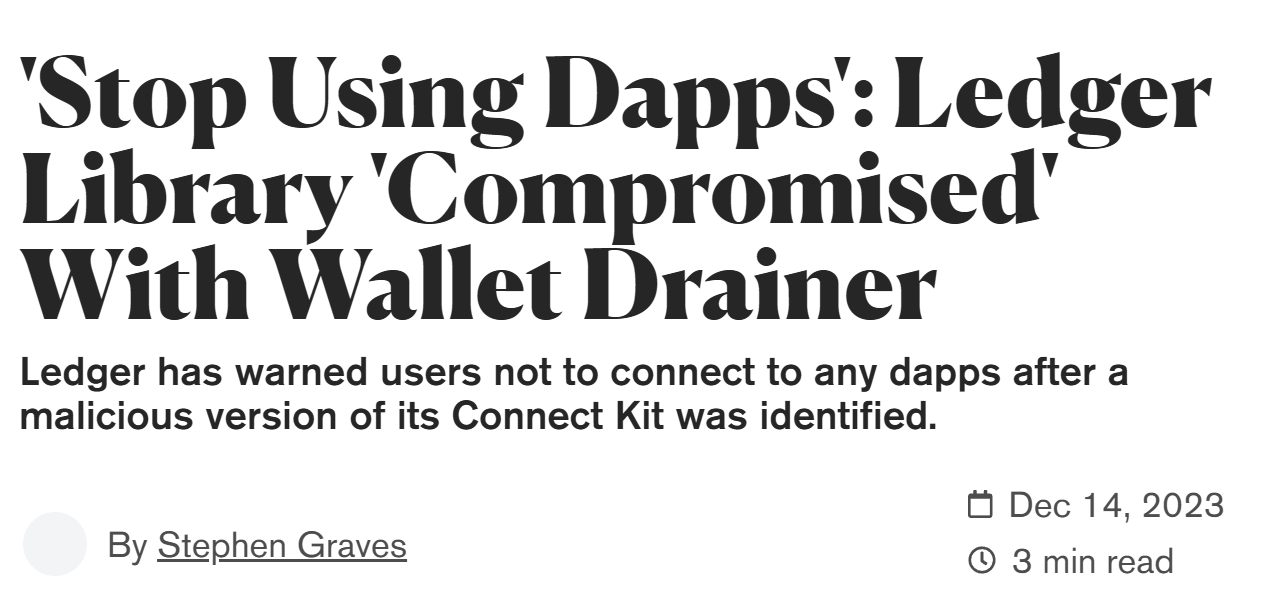 'Stop Using Dapps': Ledger
Library 'Compromised'
With Wallet Drainer
Ledger has warned users not to connect to any dapps after a
malicious version of its Connect Kit was identified.
By Stephen Graves
Dec 14, 2023
3 min read